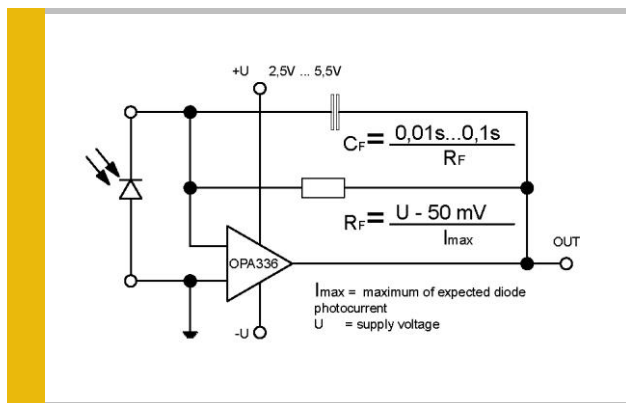 +U 2,5V ... 5,5V
CF= 0,01s...0,1s
RF
RF= U - 50 mV
Imax
OUT
OPA336
Imax = maximum of expected diode
photocurrent
U = supply voltage
-U